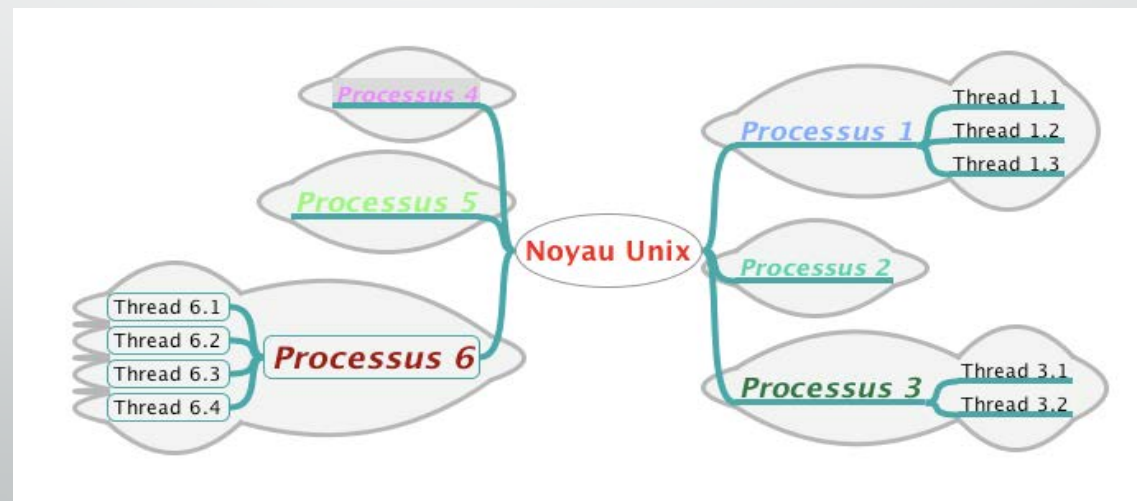 Processus 4
Processus 5
Thread 6.1
Thread 6.2
Thread 6.3
Thread 6.4
Processus 6
Noyau Unix
Processus 1
Thread 1.1
Thread 1.2
Thread 1.3
Processus 2
Processus 3
Thread 3.1
Thread 3.2